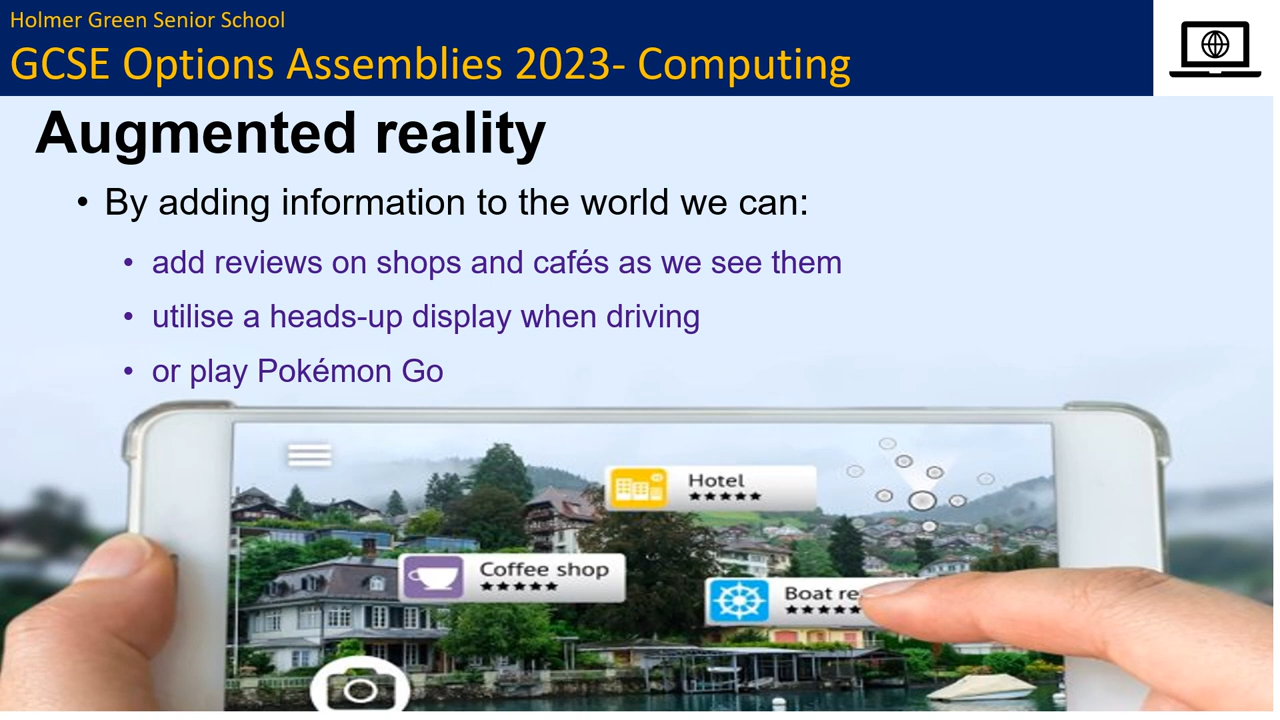 Holmer Green Senior School
GCSE Options Assemblies 2023- Computing
Augmented reality
• By adding information to the world we can:
• add reviews on shops and cafés as we see them
• utilise a heads-up display when driving
• or play Pokémon Go
Hotel
★★★★★
Coffee shop
★★★★★
Boat
★★★★★